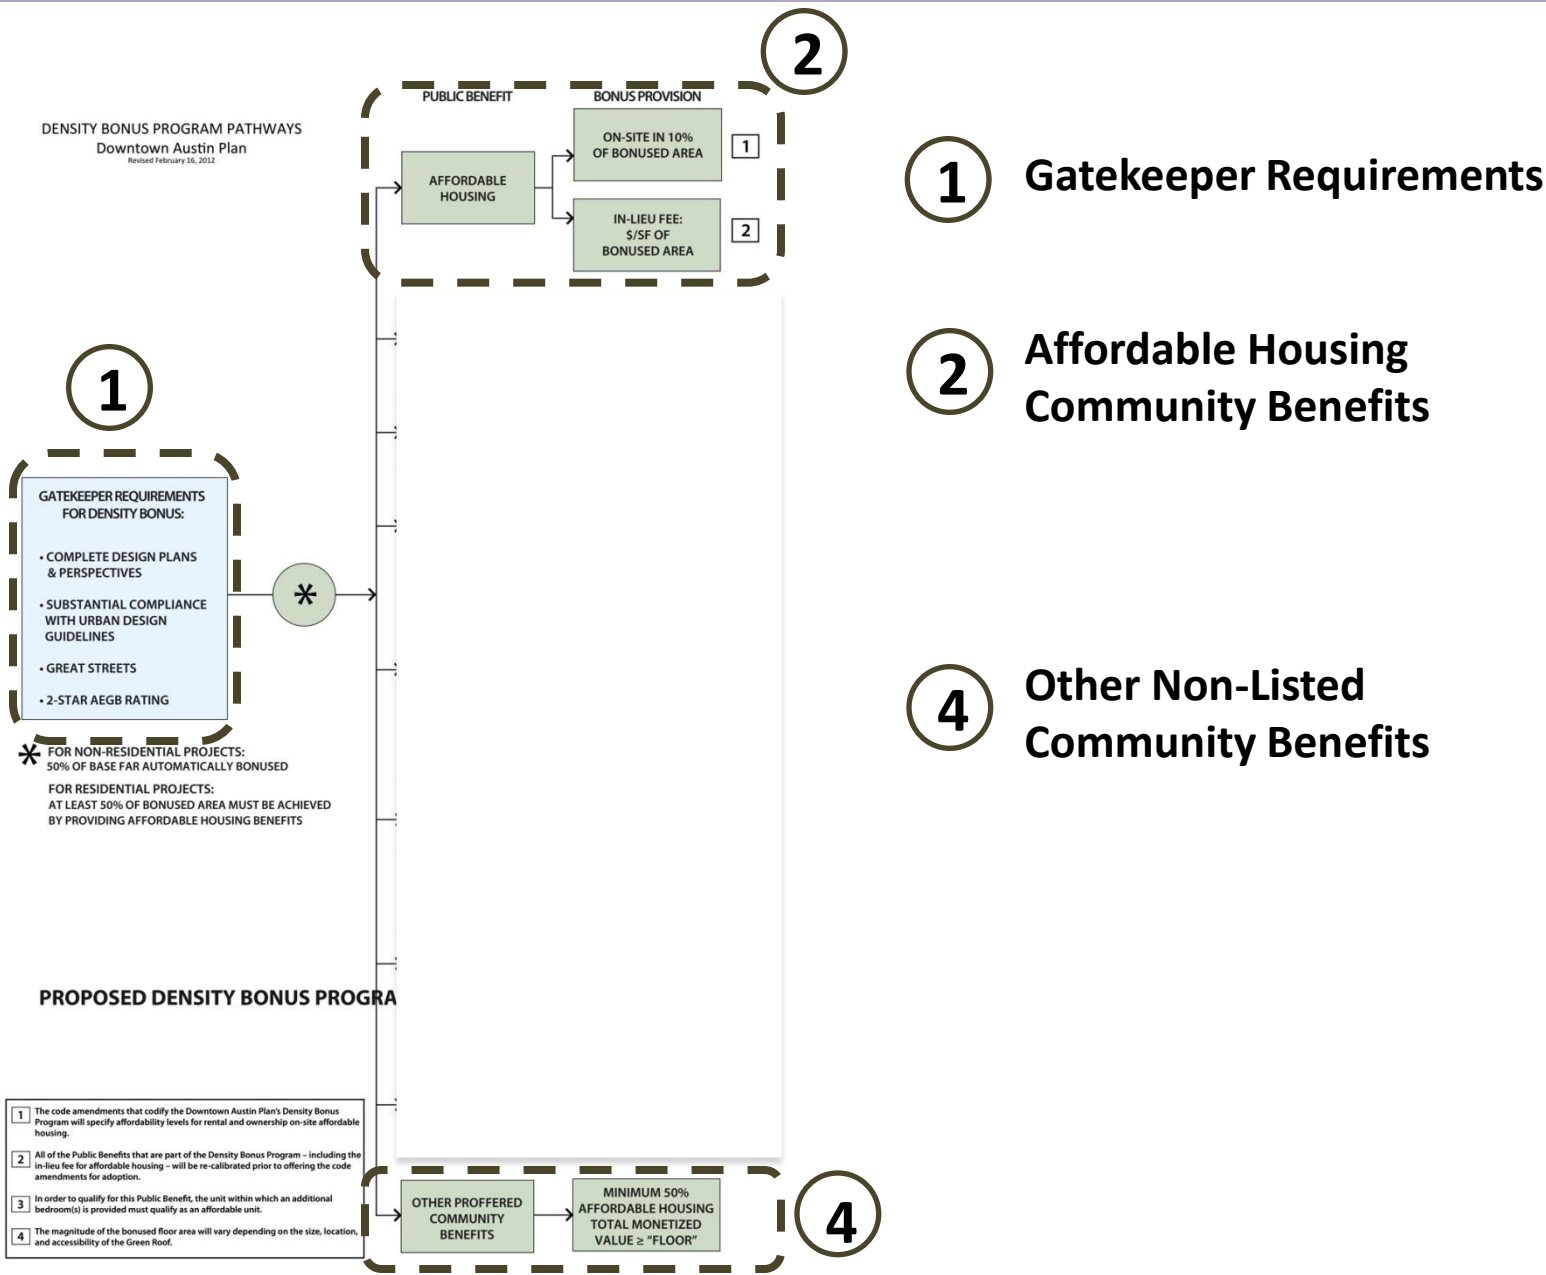 2
PUBLIC BENEFIT
BONUS PROVISION
DENSITY BONUS PROGRAM PATHWAYS
Downtown Austin Plan
Revised February 16, 2012
AFFORDABLE
HOUSING
ON-SITE IN 10%
OF BONUSED AREA
1
IN-LIEU FEE:
$/SF OF
BONUSED AREA
2
1
Gatekeeper Requirements
2
Affordable Housing
Community Benefits
4
Other Non-Listed
Community Benefits
1
GATEKEEPER REQUIREMENTS
FOR DENSITY BONUS:
• COMPLETE DESIGN PLANS
& PERSPECTIVES
• SUBSTANTIAL COMPLIANCE
WITH URBAN DESIGN
GUIDELINES
• GREAT STREETS
• 2-STAR AEGB RATING
*
* FOR NON-RESIDENTIAL PROJECTS:
50% OF BASE FAR AUTOMATICALLY BONUSED
FOR RESIDENTIAL PROJECTS:
AT LEAST 50% OF BONUSED AREA MUST BE ACHIEVED
BY PROVIDING AFFORDABLE HOUSING BENEFITS
PROPOSED DENSITY BONUS PROGRA
1 The code amendments that codify the Downtown Austin Plan's Density Bonus
Program will specify affordability levels for rental and ownership on-site affordable
housing.
2 All of the Public Benefits that are part of the Density Bonus Program – including the
in-lieu fee for affordable housing – will be re-calibrated prior to offering the code
amendments for adoption.
3 In order to qualify for this Public Benefit, the unit within which an additional
bedroom(s) is provided must qualify as an affordable unit.
4 The magnitude of the bonused floor area will vary depending on the size, location,
and accessibility of the Green Roof.
OTHER PROFFERED
COMMUNITY
BENEFITS
MINIMUM 50%
AFFORDABLE HOUSING
TOTAL MONETIZED
VALUE ≥ "FLOOR"
4